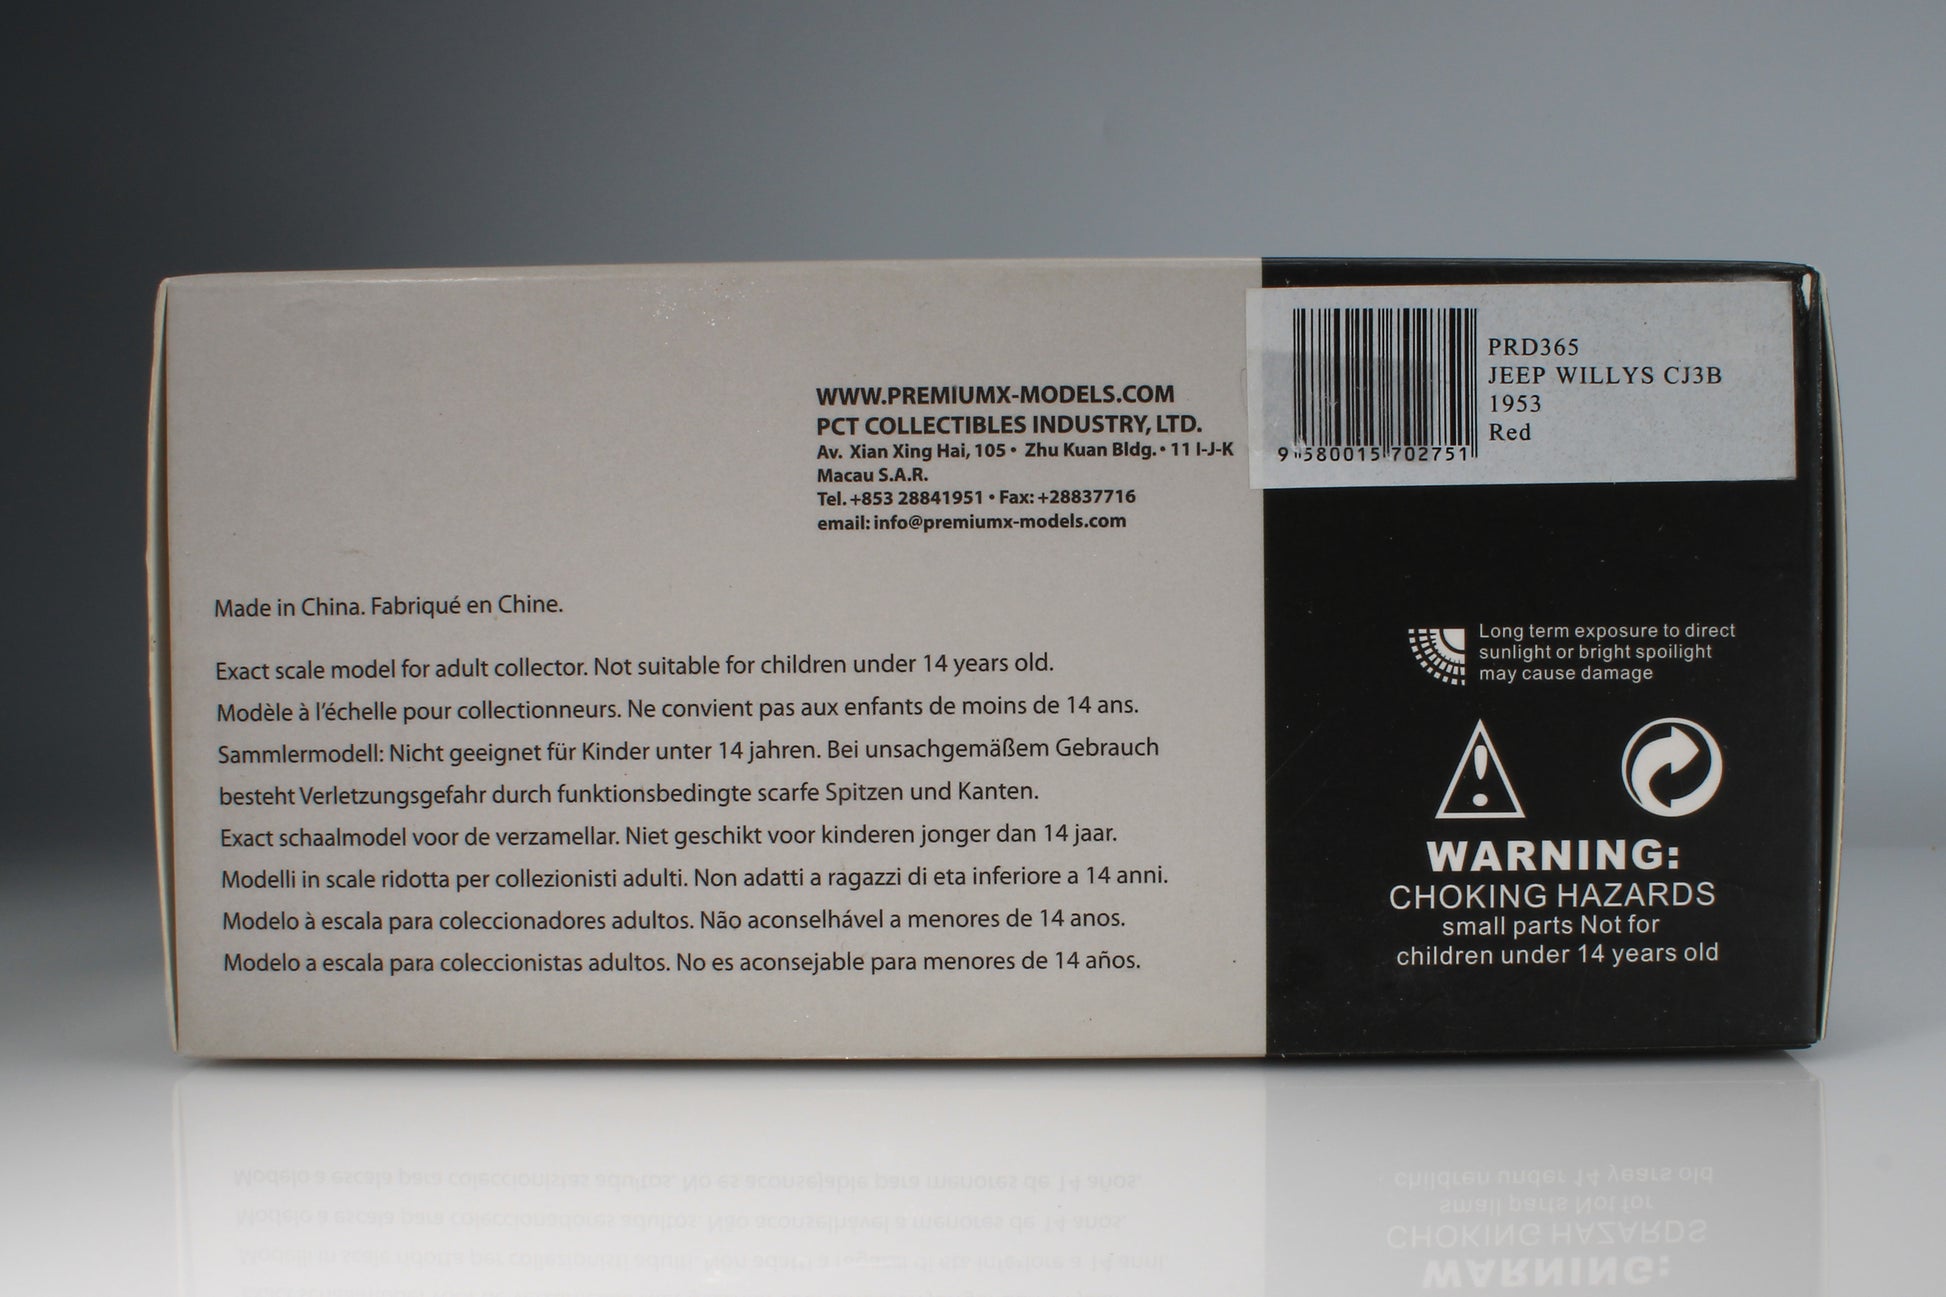 WWW.PREMIUMX-MODELS.COM
PCT COLLECTIBLES INDUSTRY, LTD.
Av. Xian Xing Hai, 105 • Zhu Kuan Bldg. • 11 I-J-K
Macau S.A.R.
Tel. +853 28841951 • Fax: +28837716
email: info@premiumx-models.com
Made in China. Fabriqué en Chine.
Exact scale model for adult collector. Not suitable for children under 14 years old.
Modèle à l'échelle pour collectionneurs. Ne convient pas aux enfants de moins de 14 ans.
Sammlermodell: Nicht geeignet für Kinder unter 14 jahren. Bei unsachgemäßem Gebrauch
besteht Verletzungsgefahr durch funktionsbedingte scarfe Spitzen und Kanten.
Exact schaalmodel voor de verzamellar. Niet geschikt voor kinderen jonger dan 14 jaar.
Modelli in scale ridotta per collezionisti adulti. Non adatti a ragazzi di eta inferiore a 14 anni.
Modelo à escala para coleccionadores adultos. Não aconselhável a menores de 14 anos.
Modelo a escala para coleccionistas adultos. No es aconsejable para menores de 14 años.
PRD365
JEEP WILLYS CJ3B
1953
Red
9 580015 702751
Long term exposure to direct
sunlight or bright spoilight
may cause damage
WARNING:
CHOKING HAZARDS
small parts Not for
children under 14 years old